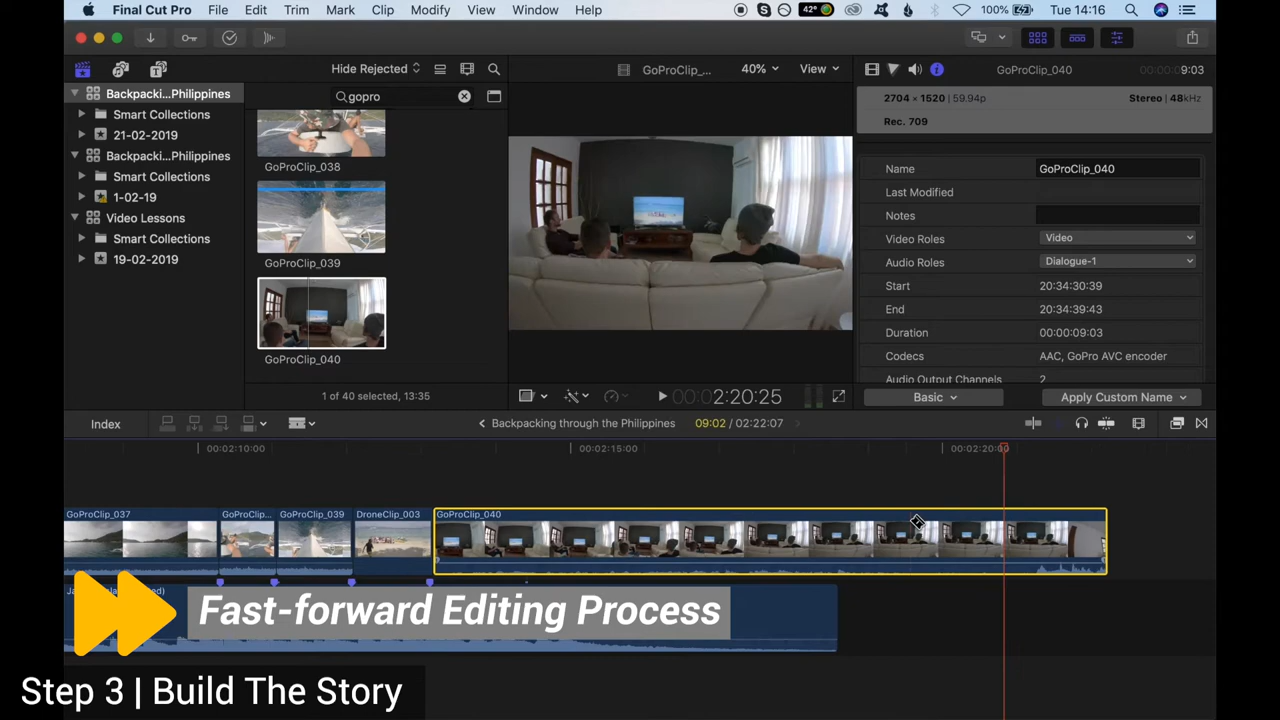 Final Cut Pro File Edit Trim Mark Clip Modify View Window Help 42° 100% Tue 14:16
Hide Rejected GoProClip_... 40% View GoProClip_040 00:00:09:03
Backpacki...Philippines
Smart Collections
21-02-2019
Backpacki...Philippines
Smart Collections
1-02-19
Video Lessons
Smart Collections
19-02-2019
gopro
GoProClip_038
GoProClip_039
GoProClip_040
1 of 40 selected, 13:35
00:00:2:20:25
2704 × 1520 | 59.94p Stereo | 48kHz
Rec. 709
Name GoProClip_040
Last Modified
Notes
Video Roles Video
Audio Roles Dialogue-1
Start 20:34:30:39
End 20:34:39:43
Duration 00:00:09:03
Codecs AAC, GoPro AVC encoder
Audio Output Channels 2
Basic Apply Custom Name
Index Backpacking through the Philippines 09:02 / 02:22:07
00:02:10:00 00:02:15:00 00:02:20:00
GoProClip_037 GoProClip... GoProClip_039 DroneClip_003 GoProClip_040
Fast-forward Editing Process
Step 3 | Build The Story